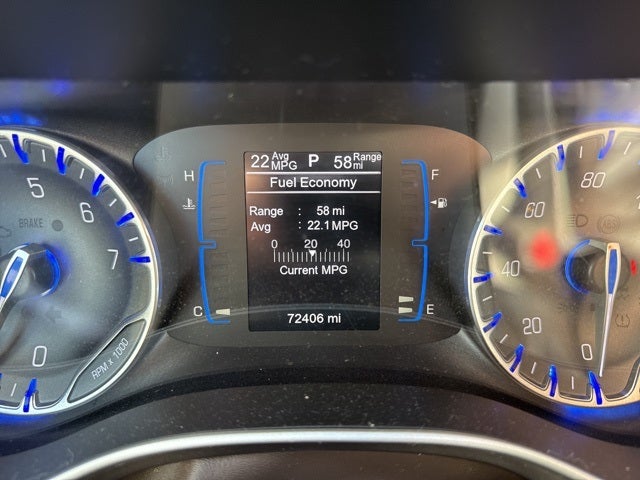 22 Avg MPG P 58 Range mi
Fuel Economy
Range : 58 mi
Avg : 22.1 MPG
0 20 40
Current MPG
72406 mi
H
C
F
E
5
6
7
0
BRAKE
RPM x 1000
0
20
40
60
80